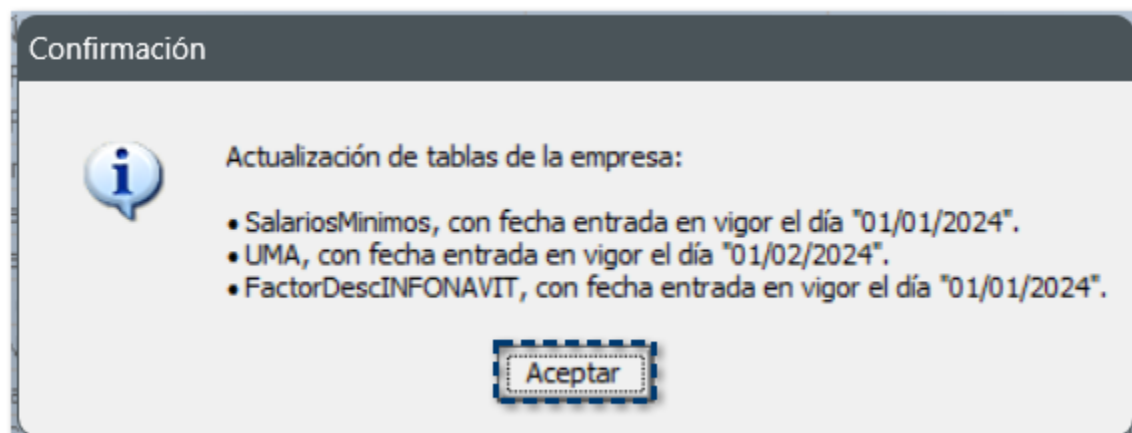 Confirmación
Actualización de tablas de la empresa:
• SalariosMinimos, con fecha entrada en vigor el día "01/01/2024".
• UMA, con fecha entrada en vigor el día "01/02/2024".
• FactorDescINFONAVIT, con fecha entrada en vigor el día "01/01/2024".
Aceptar